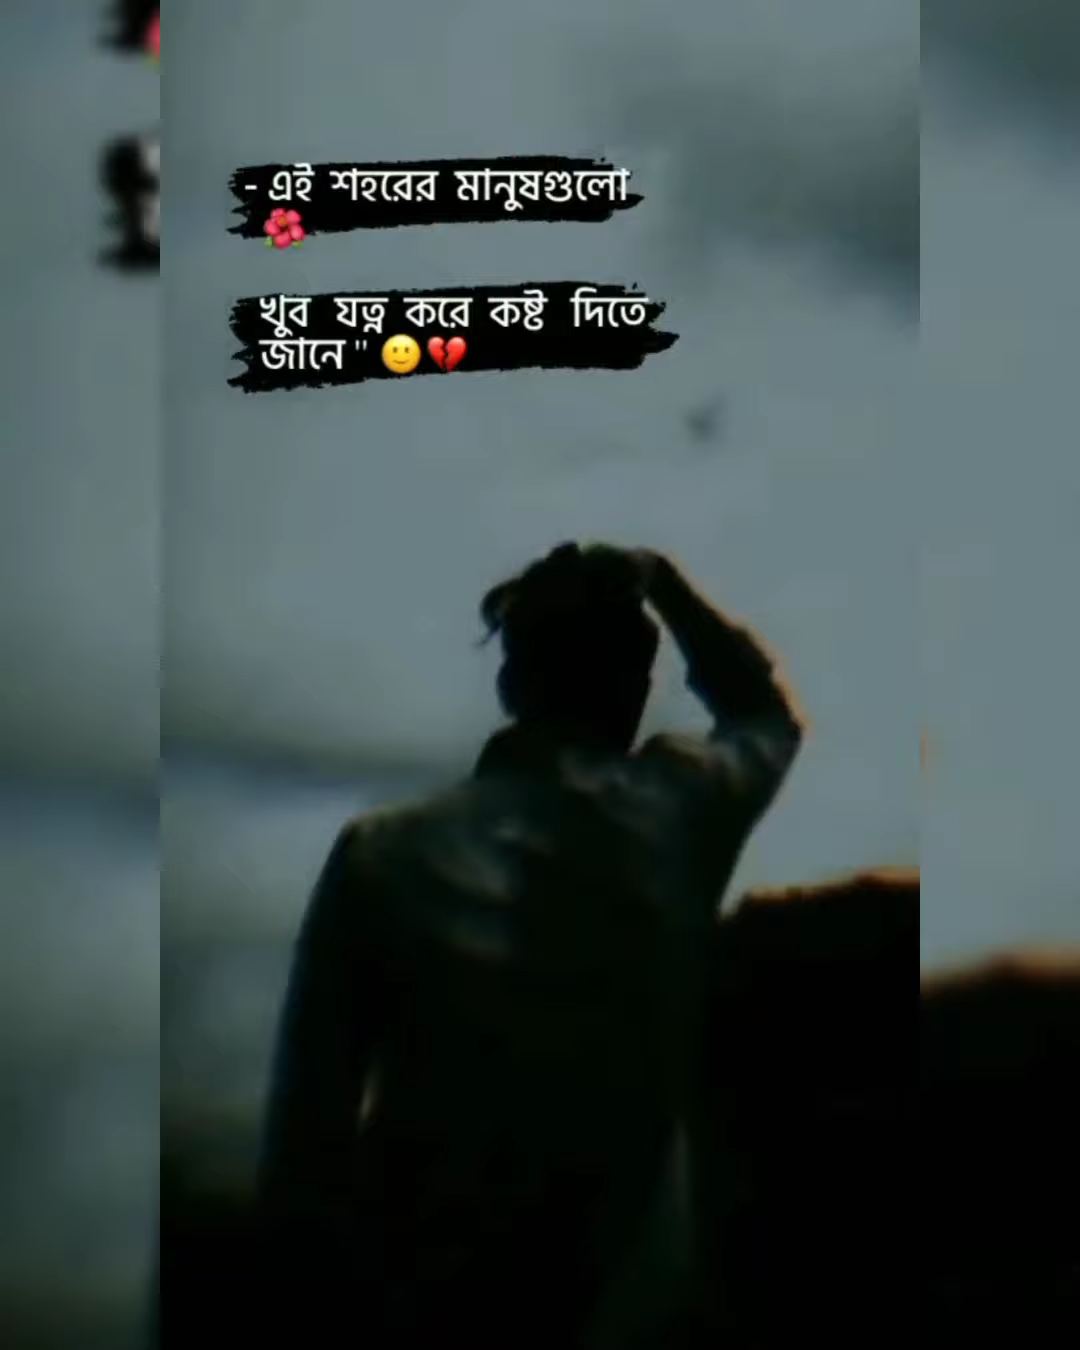 - এই শহরের মানুষগুলো
🌺
খুব যত্ন করে কষ্ট দিতে
জানে " 🙂💔